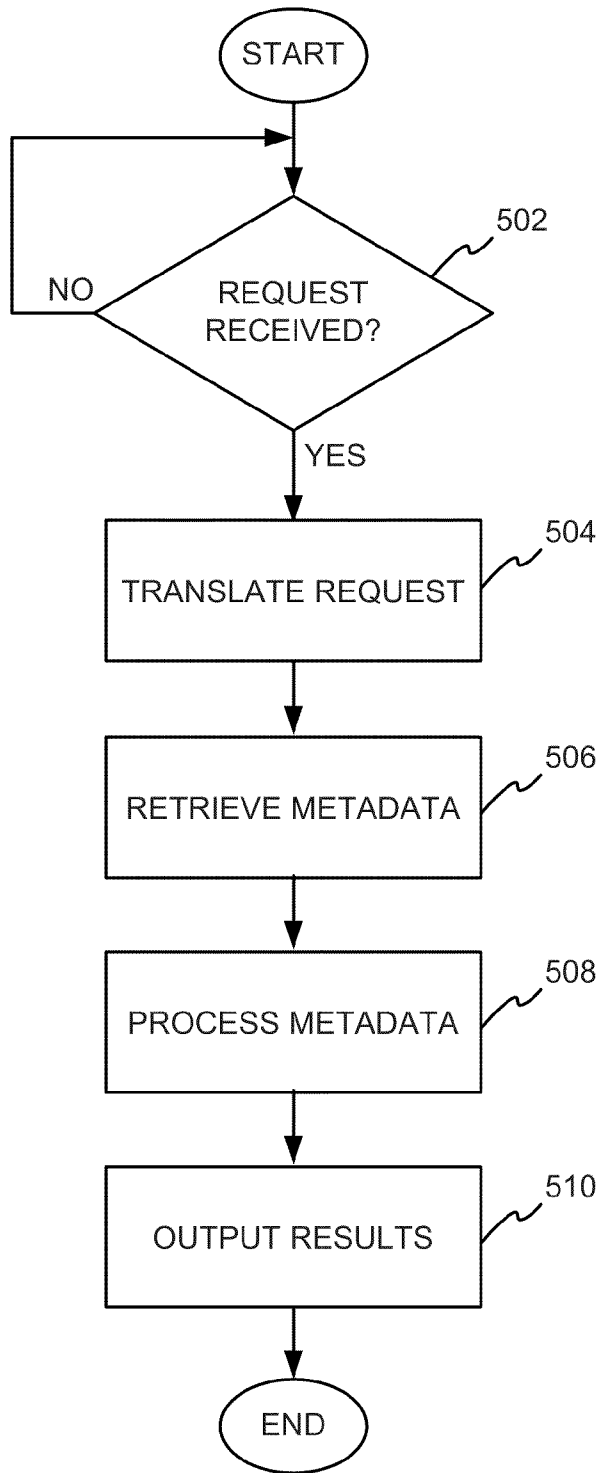 START
502
REQUEST
RECEIVED?
NO
YES
504
TRANSLATE REQUEST
506
RETRIEVE METADATA
508
PROCESS METADATA
510
OUTPUT RESULTS
END